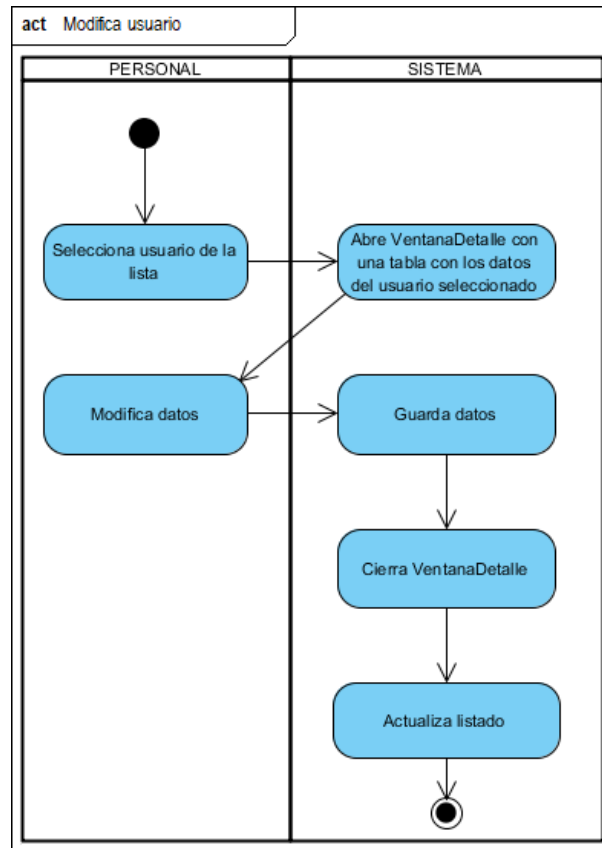 act Modifica usuario
PERSONAL
SISTEMA
Selecciona usuario de la
lista
Abre VentanaDetalle con
una tabla con los datos
del usuario seleccionado
Modifica datos
Guarda datos
Cierra VentanaDetalle
Actualiza listado